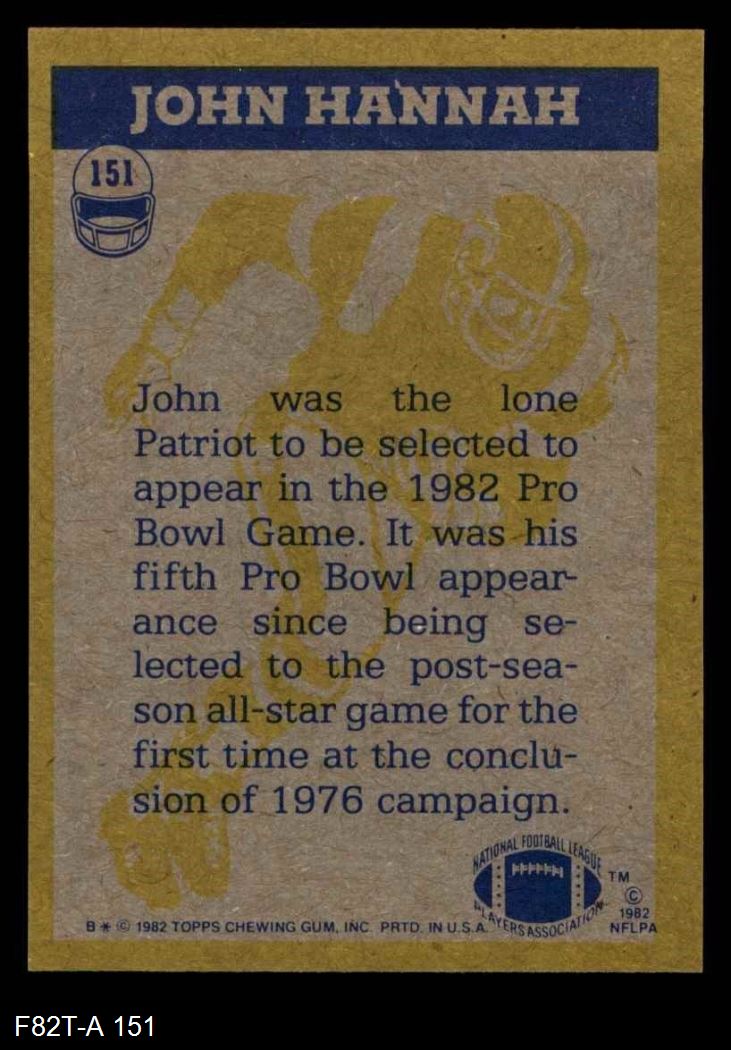 JOHN HANNAH
151
John was the lone
Patriot to be selected to
appear in the 1982 Pro
Bowl Game. It was his
fifth Pro Bowl appear-
ance since being se-
lected to the post-sea-
son all-star game for the
first time at the conclu-
sion of 1976 campaign.
NATIONAL FOOTBALL LEAGUE
PLAYERS ASSOCIATION
TM
©
1982
NFLPA
B * © 1982 TOPPS CHEWING GUM, INC. PRTD. IN U.S.A.
F82T-A 151